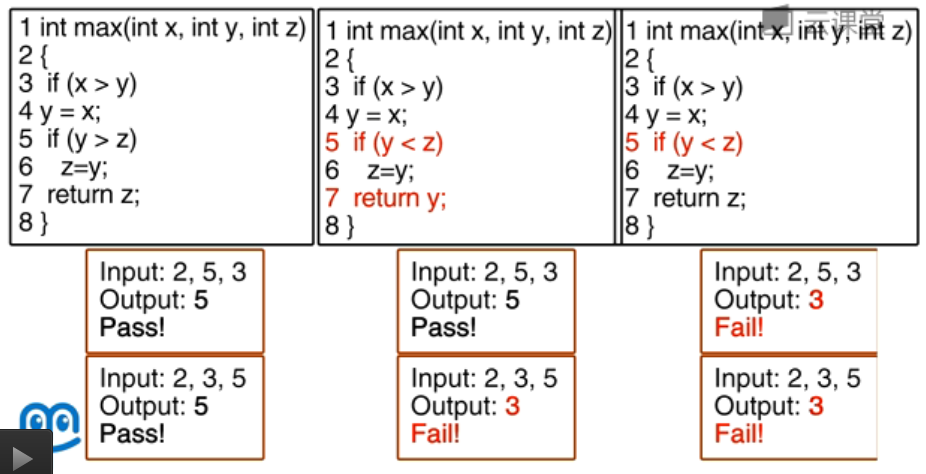 1 int max(int x, int y, int z)
2 {
3 if (x > y)
4 y = x;
5 if (y > z)
6 z=y;
7 return z;
8 }
1 int max(int x, int y, int z)
2 {
3 if (x > y)
4 y = x;
5 if (y < z)
6 z=y;
7 return y;
8 }
云课堂
1 int max(int x, int y, int z)
2 {
3 if (x > y)
4 y = x;
5 if (y < z)
6 z=y;
7 return z;
8 }
Input: 2, 5, 3
Output: 5
Pass!
Input: 2, 5, 3
Output: 5
Pass!
Input: 2, 5, 3
Output: 3
Fail!
Input: 2, 3, 5
Output: 5
Pass!
Input: 2, 3, 5
Output: 3
Fail!
Input: 2, 3, 5
Output: 3
Fail!